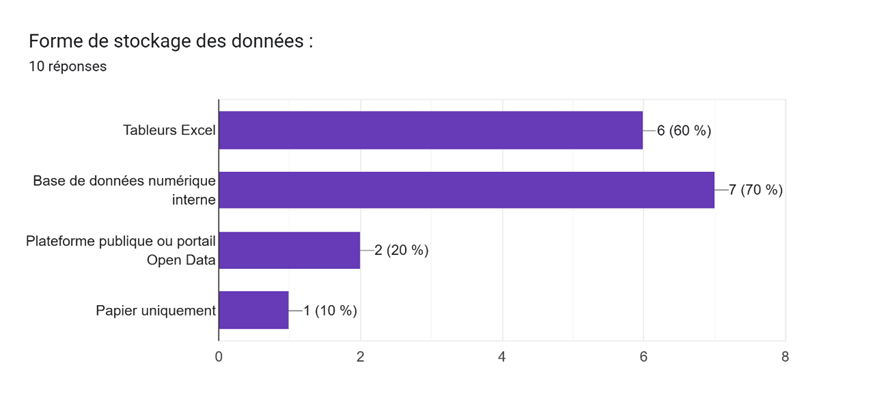 Forme de stockage des données :
10 réponses
Tableurs Excel
6 (60 %)
Base de données numérique
interne
7 (70 %)
Plateforme publique ou portail
Open Data
2 (20 %)
Papier uniquement
1 (10 %)
0
2
4
6
8